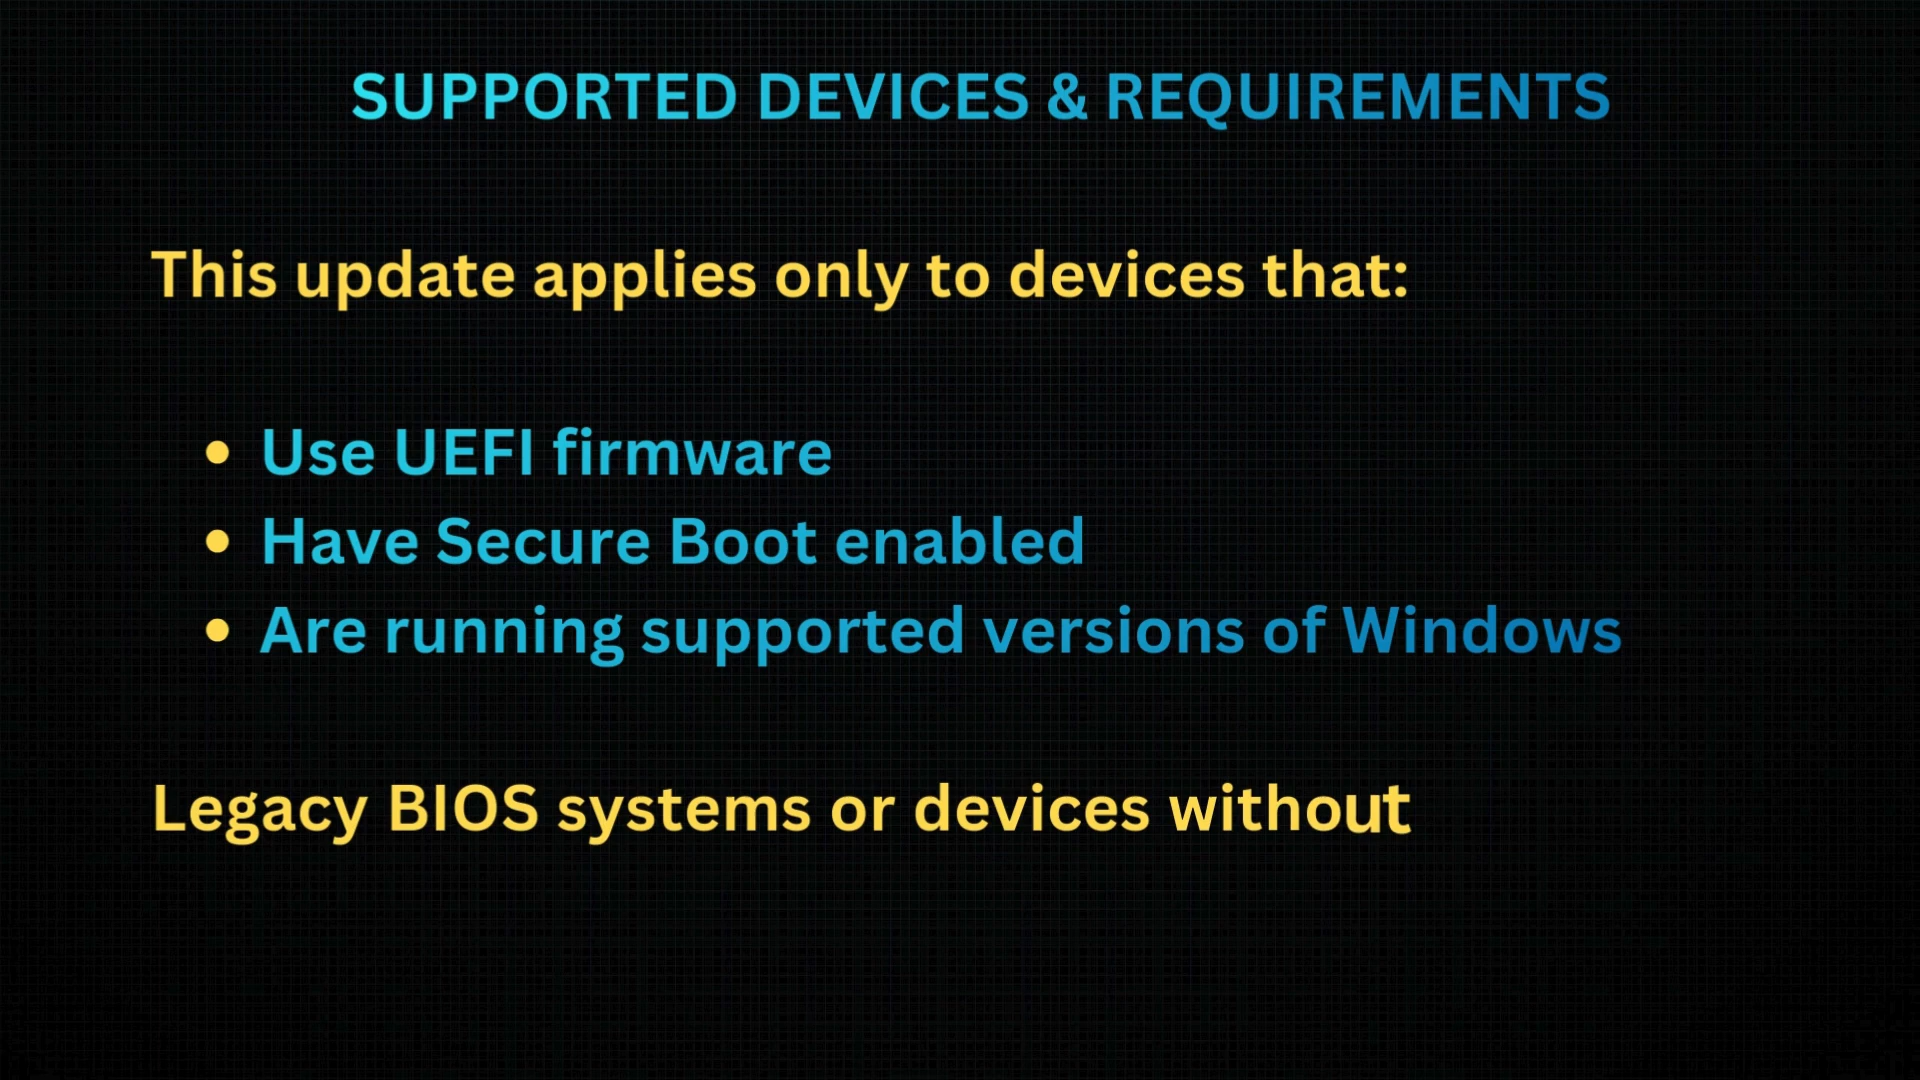 SUPPORTED DEVICES & REQUIREMENTS
This update applies only to devices that:
• Use UEFI firmware
• Have Secure Boot enabled
• Are running supported versions of Windows
Legacy BIOS systems or devices without